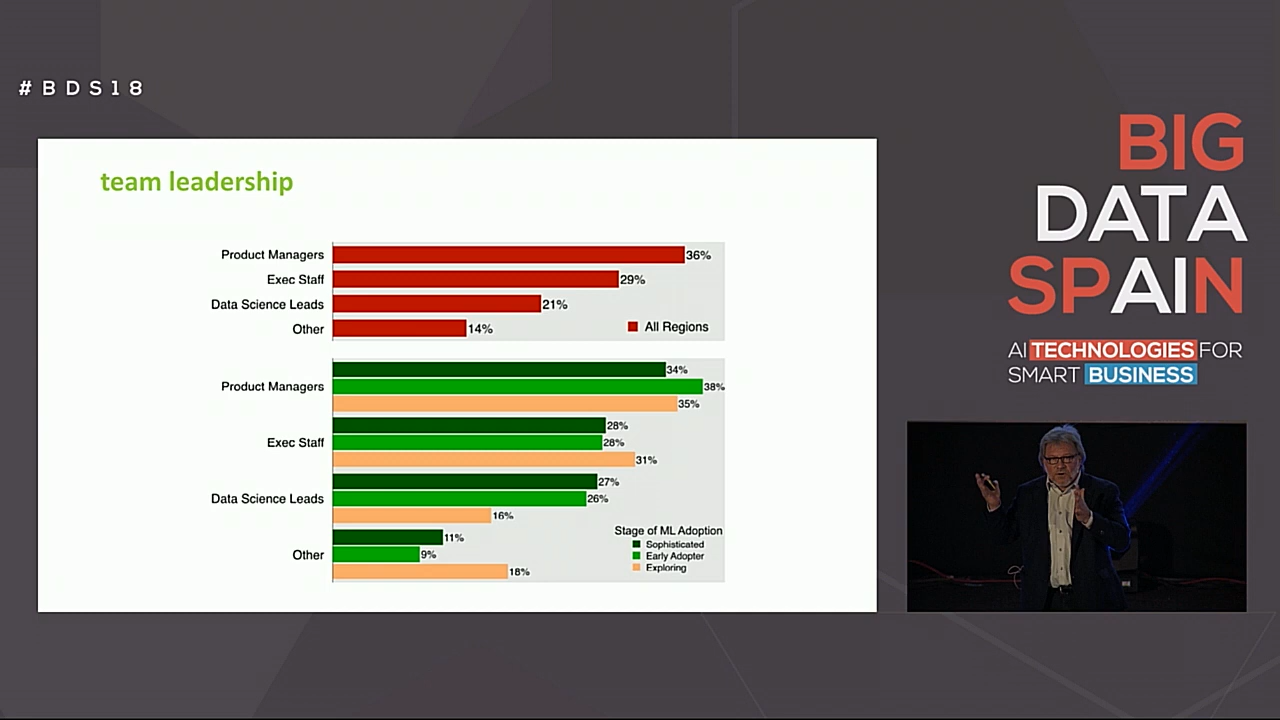 #BDS18
team leadership
Product Managers 36%
Exec Staff 29%
Data Science Leads 21%
Other 14%
All Regions
Product Managers
34%
38%
35%
Exec Staff
28%
28%
31%
Data Science Leads
27%
26%
16%
Other
11%
9%
18%
Stage of ML Adoption
Sophisticated
Early Adopter
Exploring
BIG
DATA
SPAIN
AI TECHNOLOGIES FOR
SMART BUSINESS